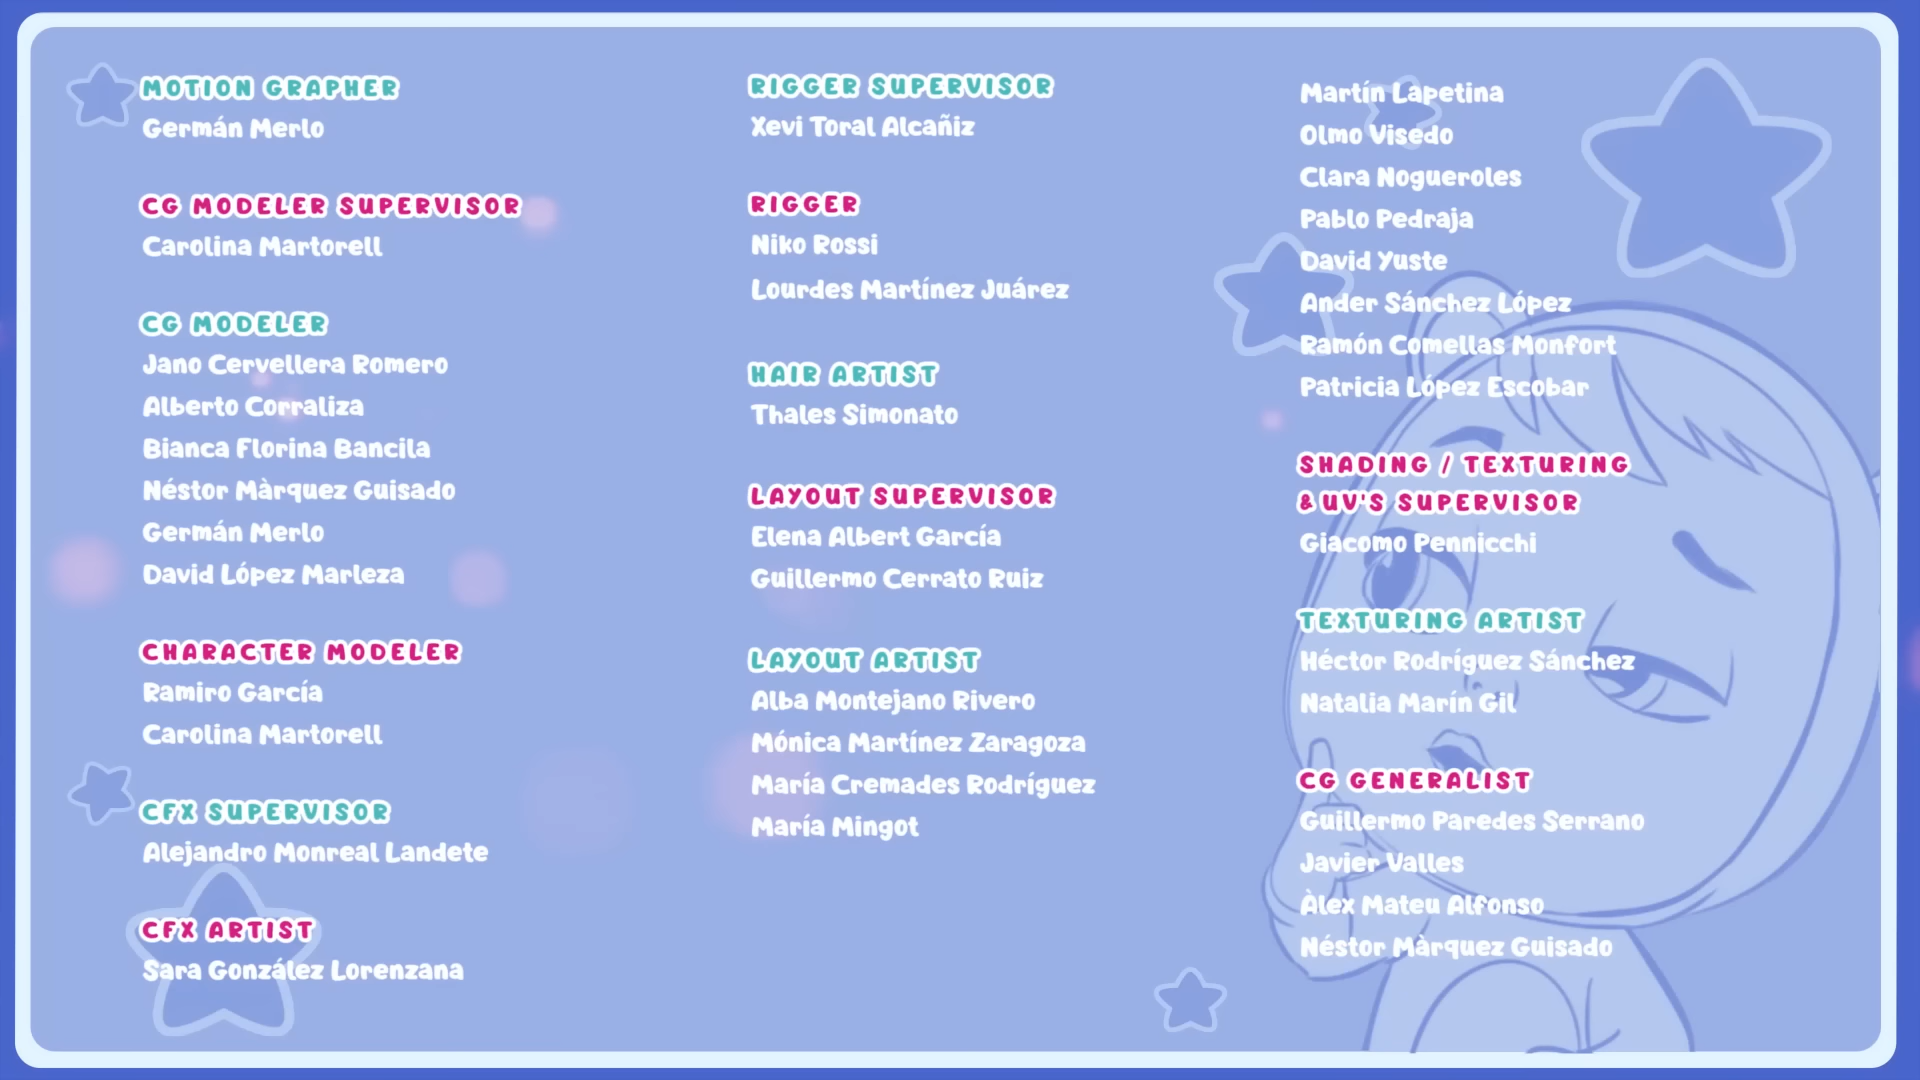 MOTION GRAPHER
Germán Merlo
CG MODELER SUPERVISOR
Carolina Martorell
CG MODELER
Jano Cervellera Romero
Alberto Corraliza
Bianca Florina Bancila
Néstor Màrquez Guisado
Germán Merlo
David López Marleza
CHARACTER MODELER
Ramiro García
Carolina Martorell
CFX SUPERVISOR
Alejandro Monreal Landete
CFX ARTIST
Sara González Lorenzana
RIGGER SUPERVISOR
Xevi Toral Alcañiz
RIGGER
Niko Rossi
Lourdes Martínez Juárez
HAIR ARTIST
Thales Simonato
LAYOUT SUPERVISOR
Elena Albert García
Guillermo Cerrato Ruiz
LAYOUT ARTIST
Alba Montejano Rivero
Mónica Martínez Zaragoza
María Cremades Rodríguez
María Mingot
Martín Lapetina
Olmo Visedo
Clara Nogueroles
Pablo Pedraja
David Yuste
Ander Sánchez López
Ramón Comellas Monfort
Patricia López Escobar
SHADING / TEXTURING
& UV'S SUPERVISOR
Giacomo Pennicchi
TEXTURING ARTIST
Héctor Rodríguez Sánchez
Natalia Marín Gil
CG GENERALIST
Guillermo Paredes Serrano
Javier Valles
Àlex Mateu Alfonso
Néstor Màrquez Guisado